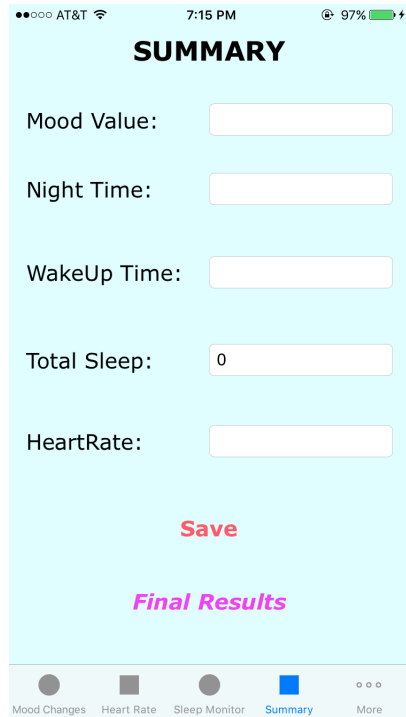 AT&T 7:15 PM 97%
SUMMARY
Mood Value:
Night Time:
WakeUp Time:
Total Sleep: 0
HeartRate:
Save
Final Results
Mood Changes Heart Rate Sleep Monitor Summary More